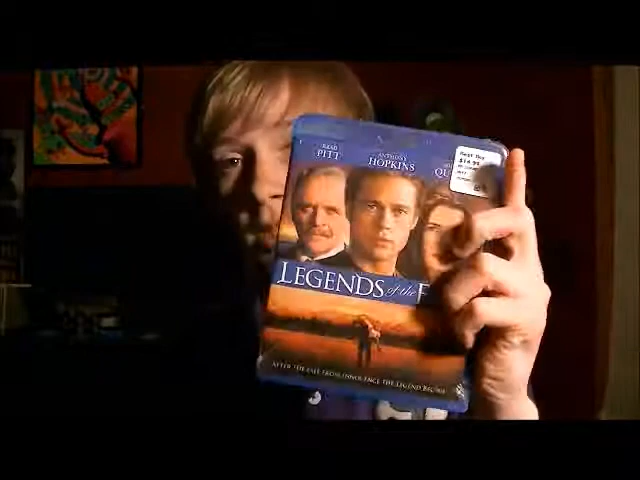 BRAD
PITT
ANTHONY
HOPKINS
QU
Best Buy
$14.99
LEGENDS of the F
AFTER THE FALL FROM INNOCENCE THE LEGEND BEGINS